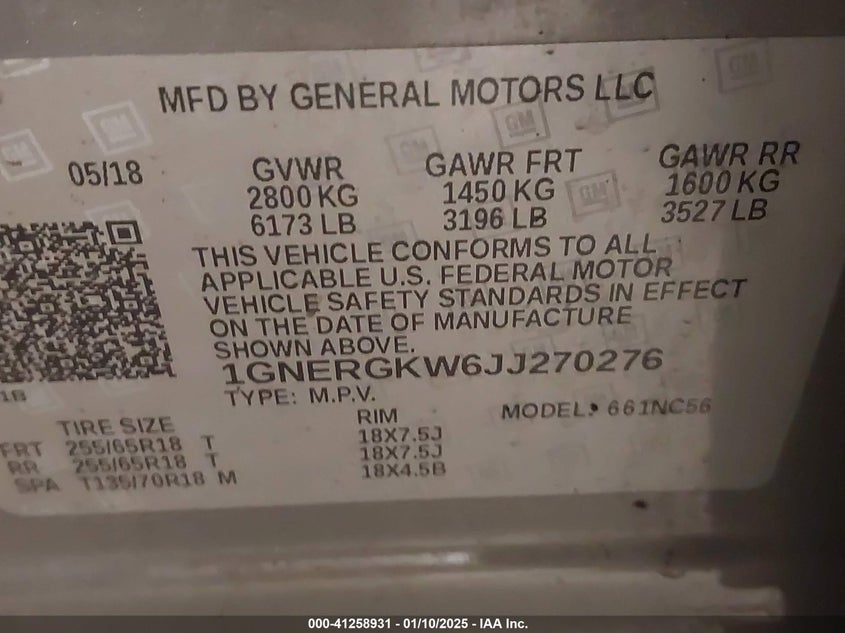 MFD BY GENERAL MOTORS LLC
05/18 GVWR GAWR FRT GAWR RR
2800 KG 1450 KG 1600 KG
6173 LB 3196 LB 3527 LB
THIS VEHICLE CONFORMS TO ALL
APPLICABLE U.S. FEDERAL MOTOR
VEHICLE SAFETY STANDARDS IN EFFECT
ON THE DATE OF MANUFACTURE
SHOWN ABOVE.
1GNERGKW6JJ270276
TYPE: M.P.V. MODEL: 661NC56
TIRE SIZE RIM
FRT 255/65R18 T 18X7.5J
RR 255/65R18 T 18X7.5J
SPA T135/70R18 M 18X4.5B
GM
000-41258931 - 01/10/2025 - IAA Inc.